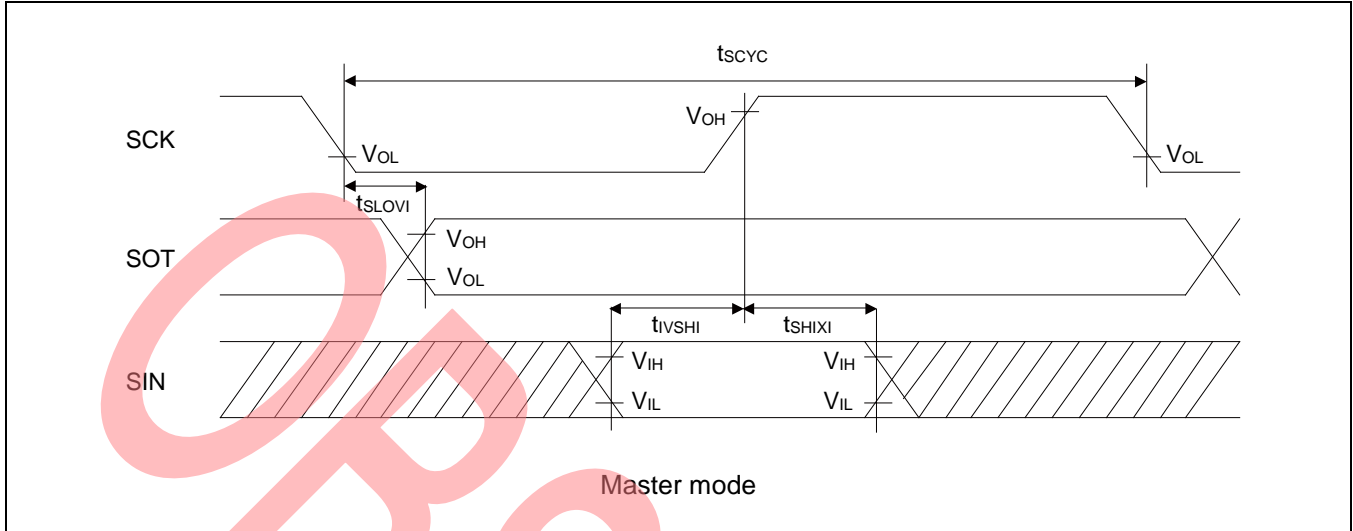 tSCYC
SCK
VOH
VOL
VOL
tSLOVI
SOT
VOH
VOL
tIVSHI
tSHIXI
SIN
VIH
VIL
VIH
VIL
Master mode